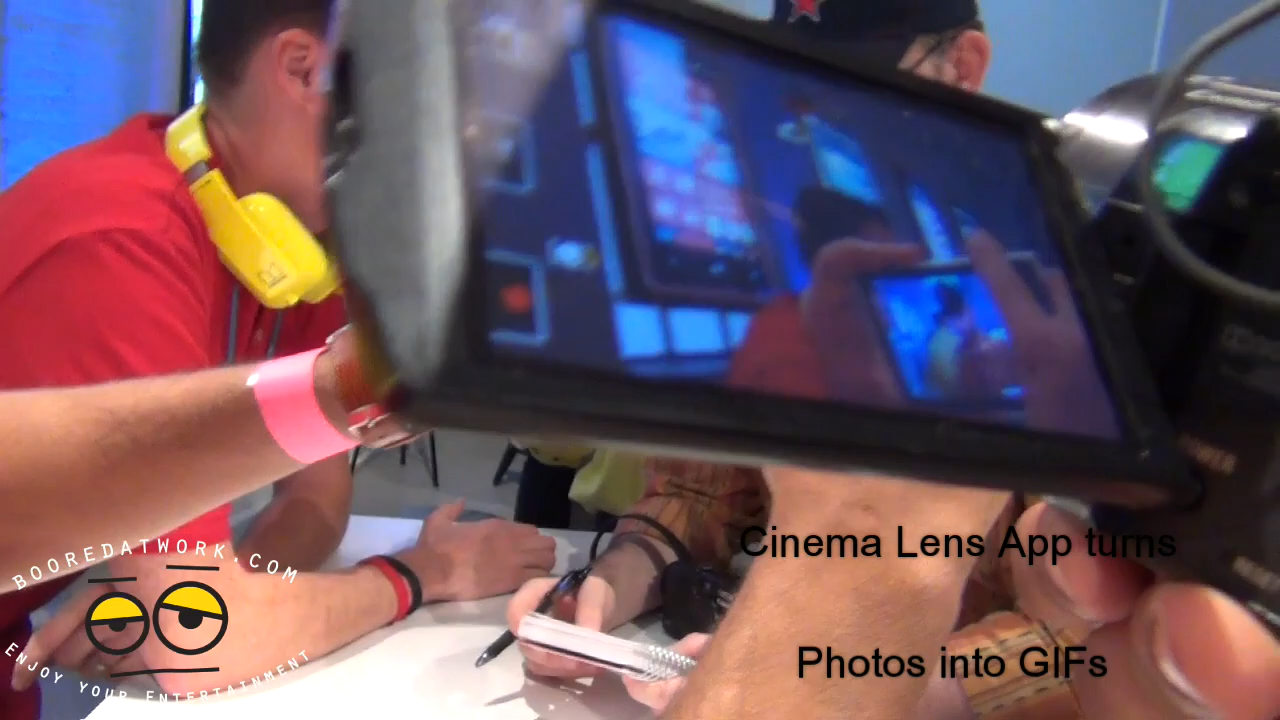 Cinema Lens App turns
Photos into GIFs
BOOREDATWORK.COM
ENJOY YOUR ENTERTAINMENT